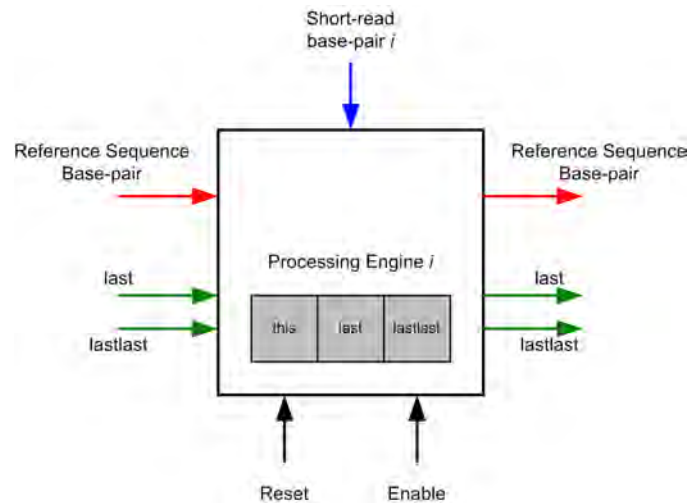 Short-read
base-pair i
Reference Sequence
Base-pair
Reference Sequence
Base-pair
Processing Engine i
last
lastlast
this last lastlast
last
lastlast
Reset Enable